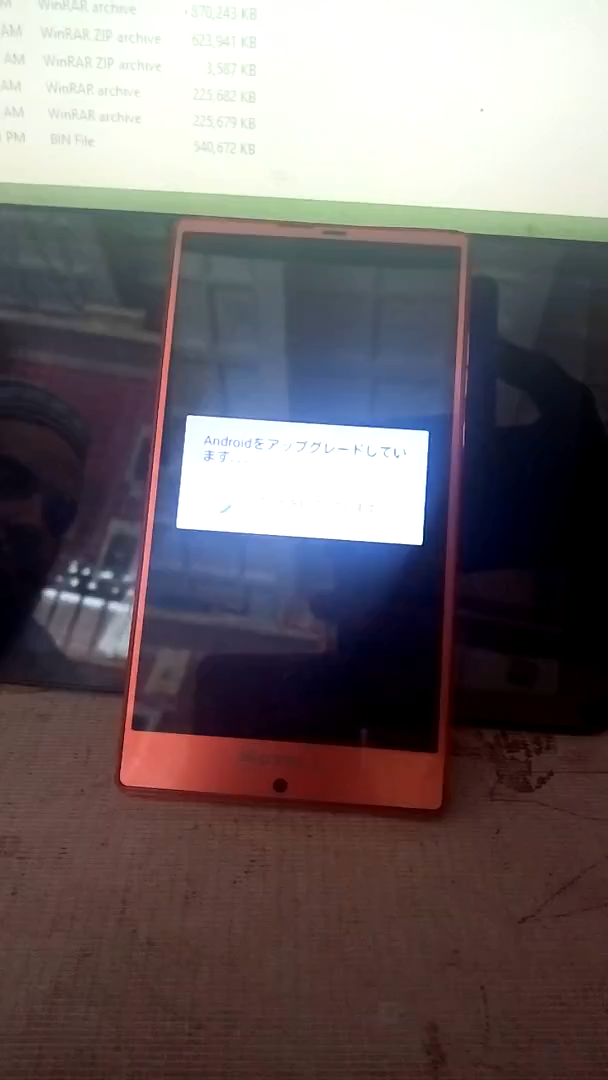 WinRAR archive 870,243 KB
AM WinRAR ZIP archive 623,941 KB
AM WinRAR ZIP archive 3,587 KB
AM WinRAR archive 225,682 KB
AM WinRAR archive 225,679 KB
PM BIN File 540,672 KB
Androidをアップグレードしてい
ます...